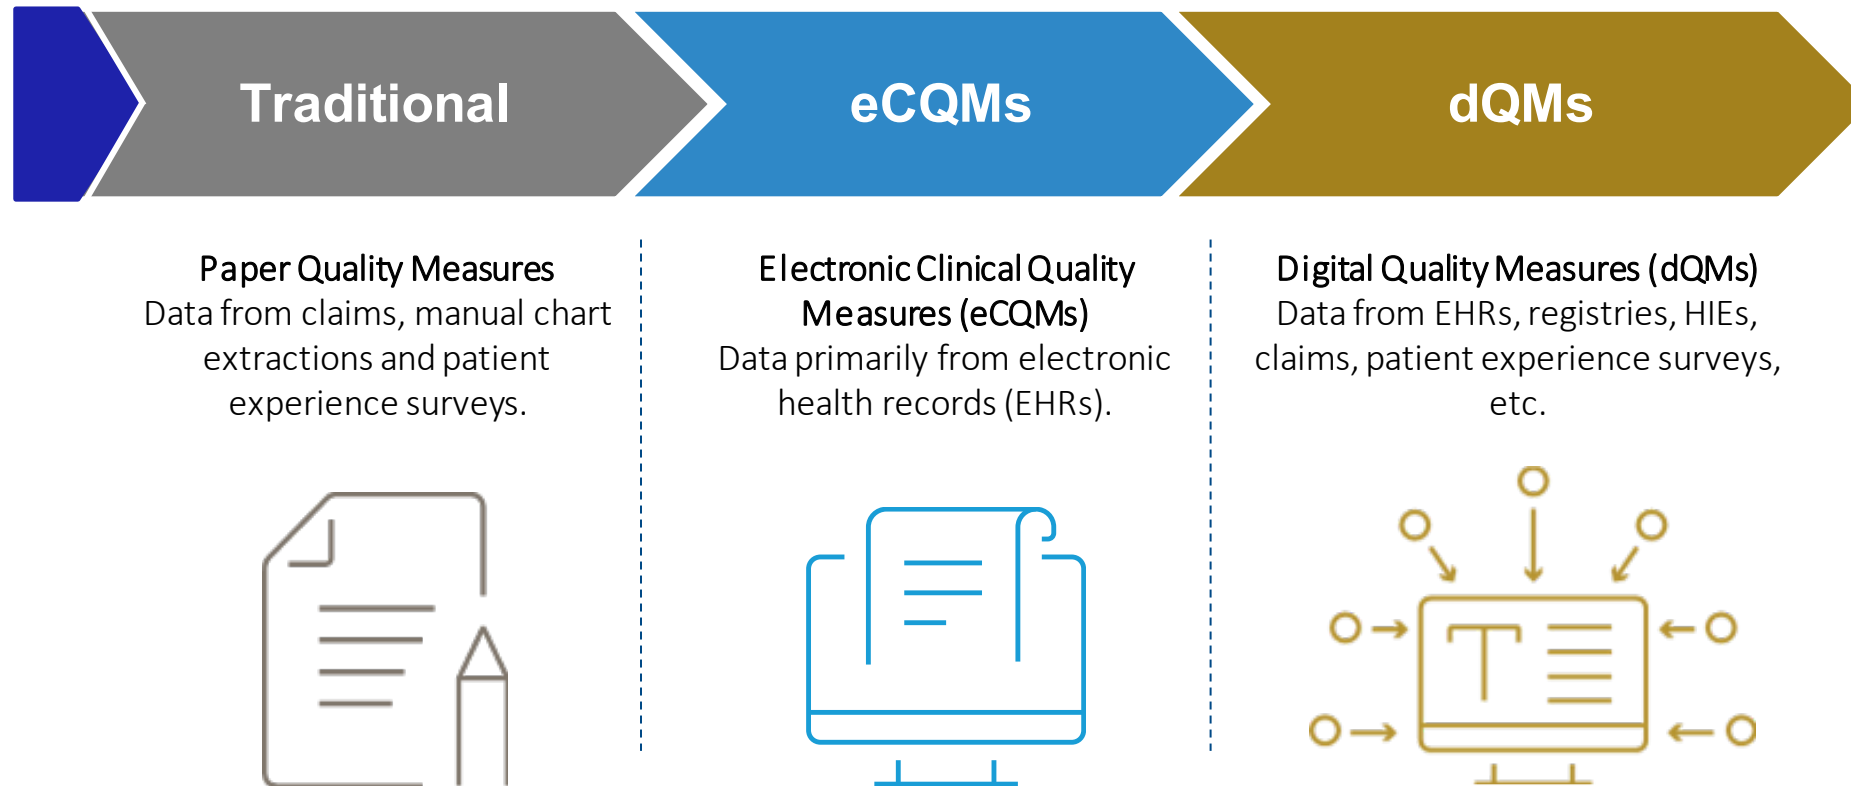 Traditional
eCQMs
dQMs
Paper Quality Measures
Data from claims, manual chart
extractions and patient
experience surveys.
Electronic Clinical Quality
Measures (eCQMs)
Data primarily from electronic
health records (EHRs).
Digital Quality Measures (dQMs)
Data from EHRs, registries, HIEs,
claims, patient experience surveys,
etc.
T